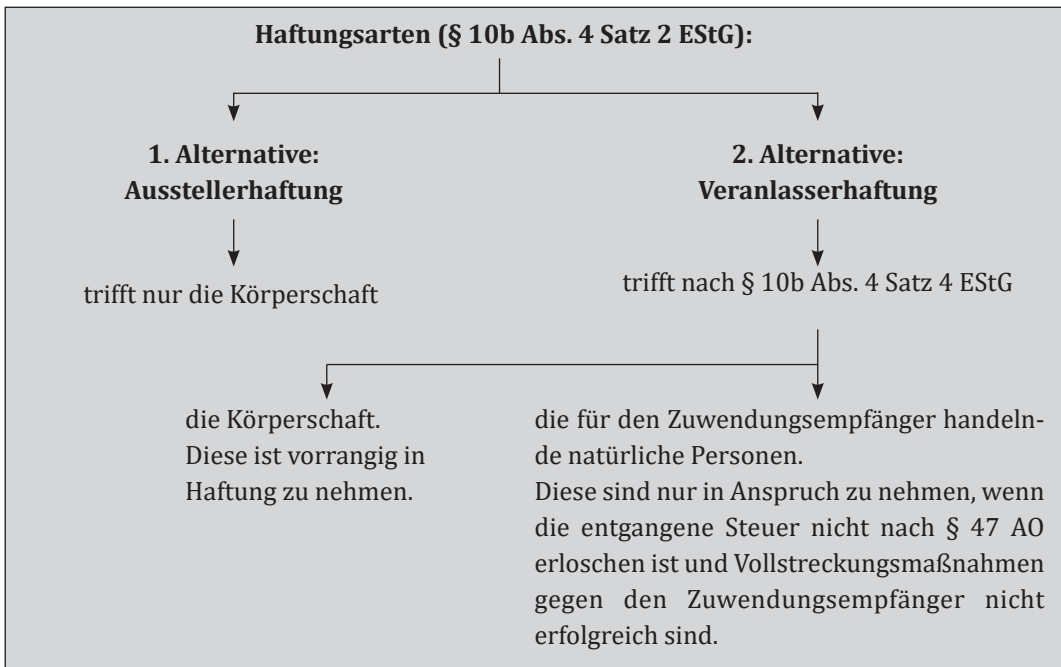 Haftungsarten (§ 10b Abs. 4 Satz 2 EStG):
1. Alternative:
Ausstellerhaftung
trifft nur die Körperschaft
2. Alternative:
Veranlasserhaftung
trifft nach § 10b Abs. 4 Satz 4 EStG
die Körperschaft.
Diese ist vorrangig in
Haftung zu nehmen.
die für den Zuwendungsempfänger handeln-
de natürliche Personen.
Diese sind nur in Anspruch zu nehmen, wenn
die entgangene Steuer nicht nach § 47 AO
erloschen ist und Vollstreckungsmaßnahmen
gegen den Zuwendungsempfänger nicht
erfolgreich sind.